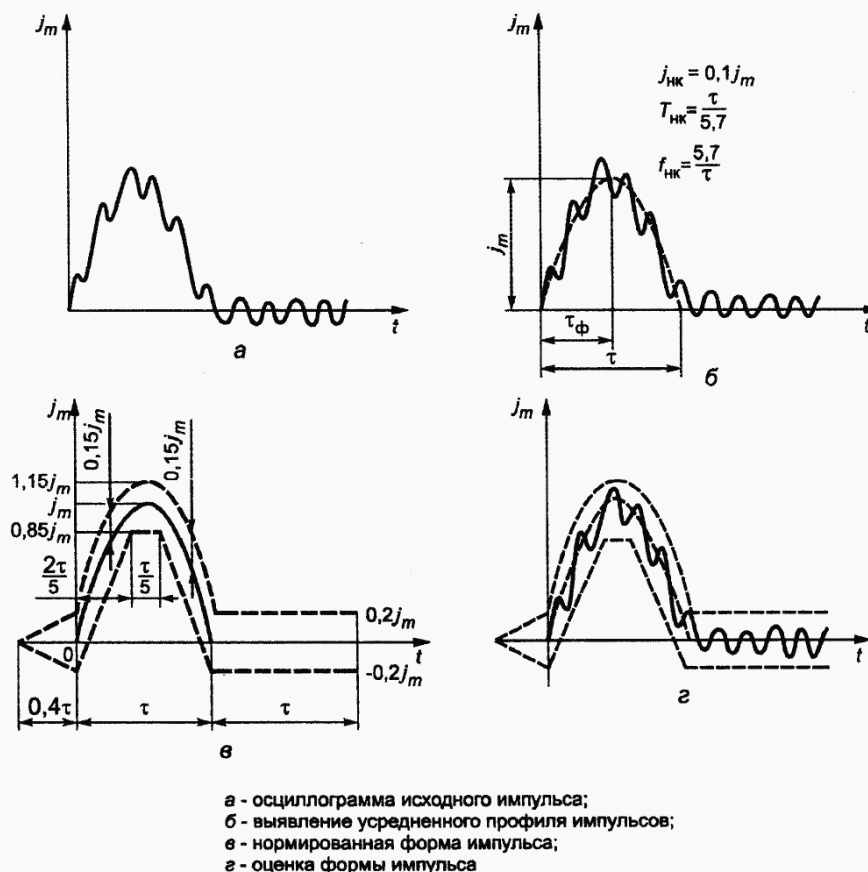 j_m
t
а
j_m
j_нк = 0,1j_m
T_нк = τ/5,7
f_нк = 5,7/τ
j_m
τ_ф
τ
t
б
j_m
0,15j_m
0,15j_m
1,15j_m
j_m
0,85j_m
2τ/5
τ/5
0,2j_m
0
t
-0,2j_m
0,4τ
τ
τ
в
j_m
t
г
а - осциллограмма исходного импульса;
б - выявление усредненного профиля импульсов;
в - нормированная форма импульса;
г - оценка формы импульса